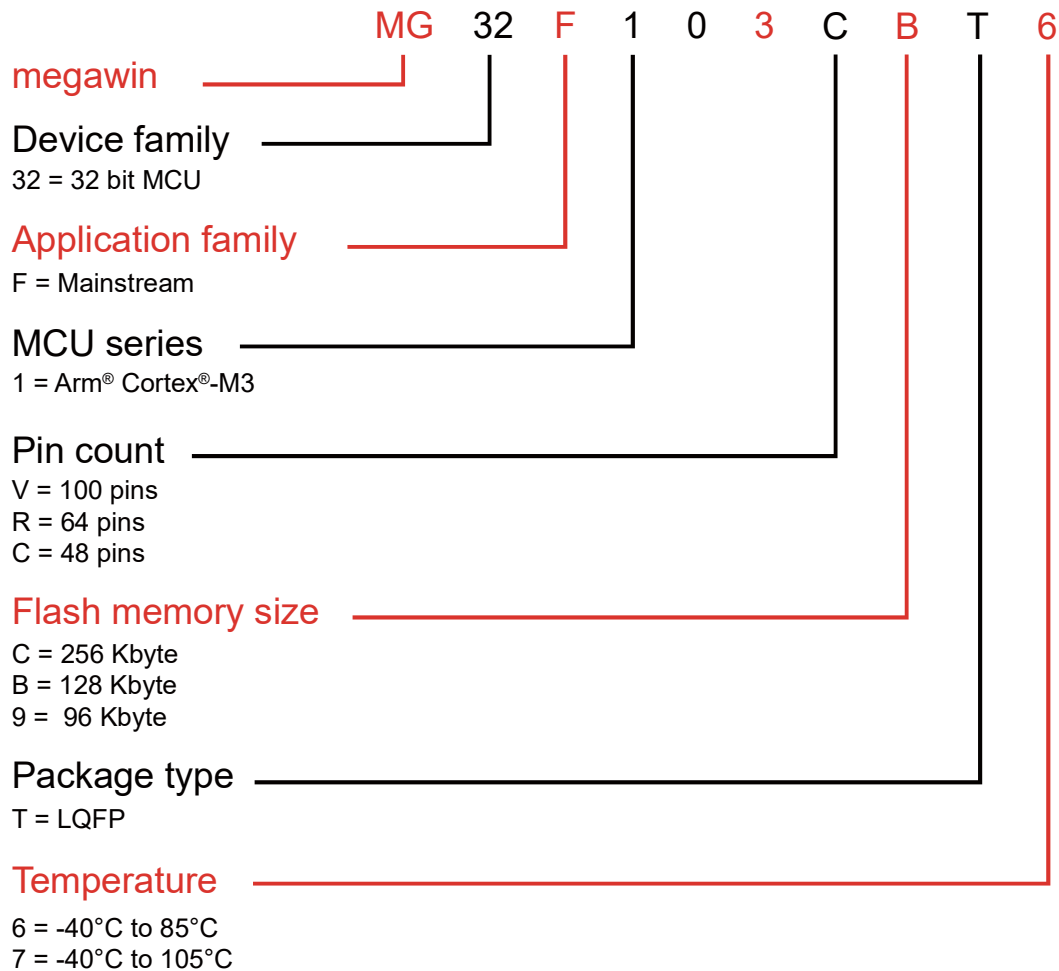 MG 32 F 1 0 3 C B T 6
megawin
Device family
32 = 32 bit MCU
Application family
F = Mainstream
MCU series
1 = Arm® Cortex®-M3
Pin count
V = 100 pins
R = 64 pins
C = 48 pins
Flash memory size
C = 256 Kbyte
B = 128 Kbyte
9 = 96 Kbyte
Package type
T = LQFP
Temperature
6 = -40°C to 85°C
7 = -40°C to 105°C